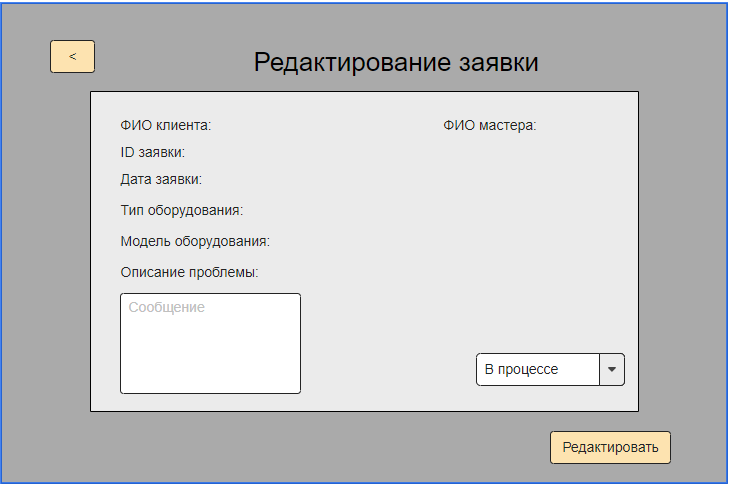 <
Редактирование заявки
ФИО клиента:
ФИО мастера:
ID заявки:
Дата заявки:
Тип оборудования:
Модель оборудования:
Описание проблемы:
Сообщение
В процессе
Редактировать